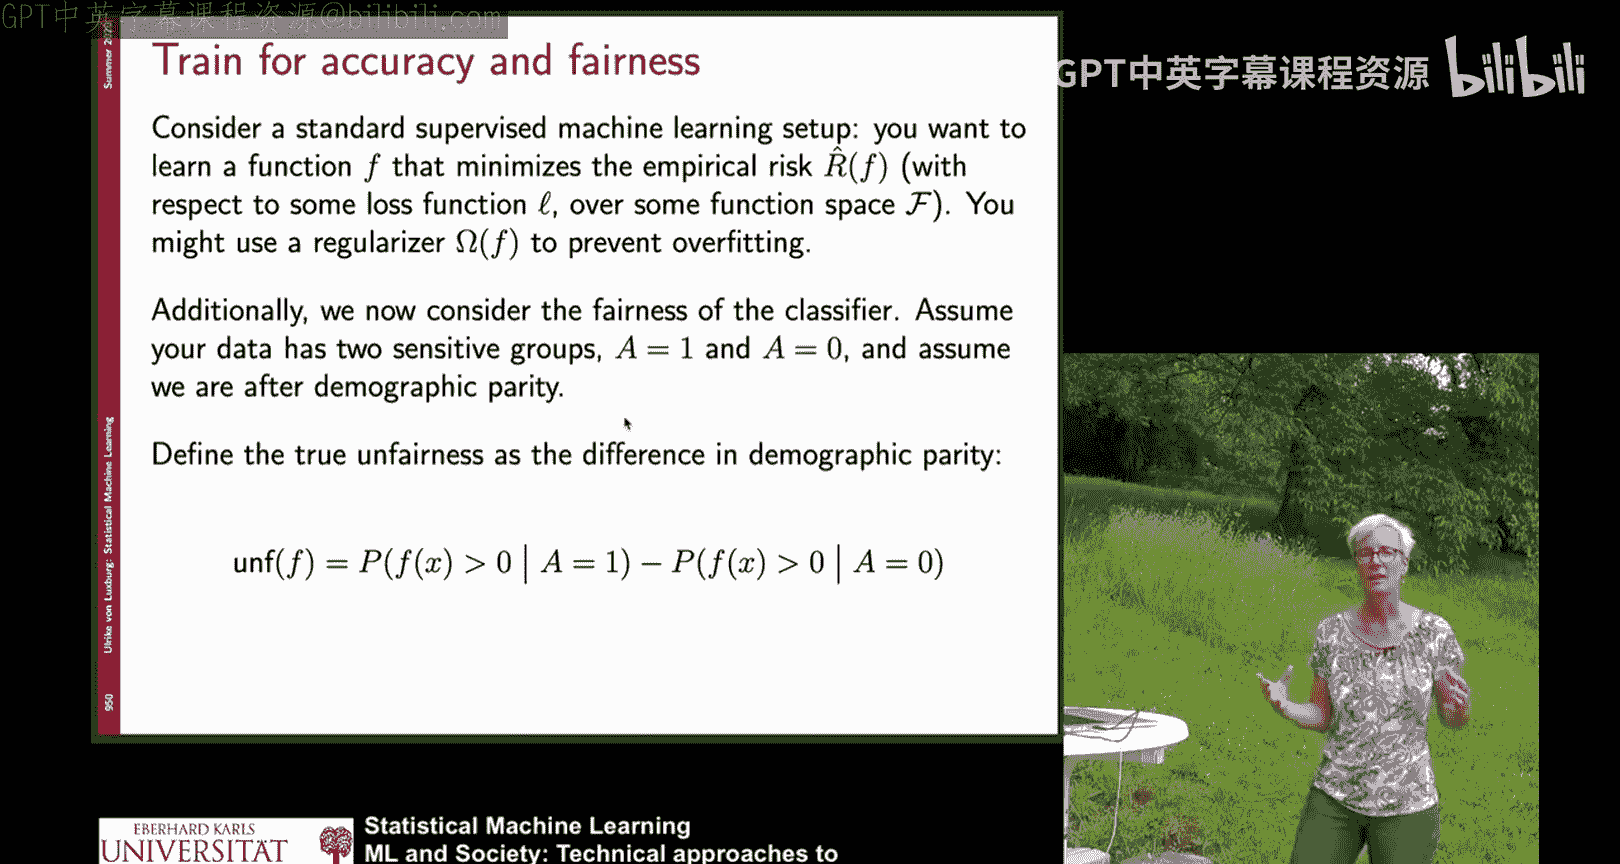 GPT中英字幕课程资源@bilibili.com
GPT中英字幕课程资源 bilibili
Train for accuracy and fairness
Consider a standard supervised machine learning setup: you want to
learn a function f that minimizes the empirical risk R̂(f) (with
respect to some loss function ℓ, over some function space ℱ). You
might use a regularizer Ω(f) to prevent overfitting.
Additionally, we now consider the fairness of the classifier. Assume
your data has two sensitive groups, A = 1 and A = 0, and assume
we are after demographic parity.
Define the true unfairness as the difference in demographic parity:
unf(f) = P(f(x) > 0 | A = 1) − P(f(x) > 0 | A = 0)
Summer
Ulrike von Luxburg: Statistical Machine Learning
950
EBERHARD KARLS
UNIVERSITÄT
Statistical Machine Learning
ML and Society: Technical approaches to